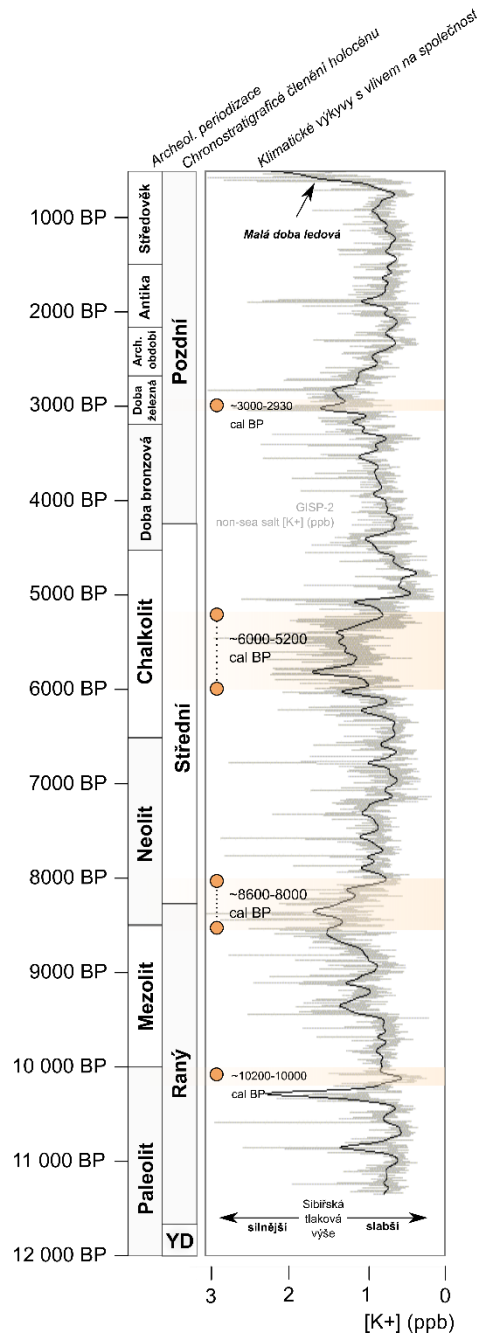 Archeol. periodizace
Chronostratigrafické členění holocénu
Klimatické výkyvy s vlivem na společnost
1000 BP
2000 BP
3000 BP
4000 BP
5000 BP
6000 BP
7000 BP
8000 BP
9000 BP
10 000 BP
11 000 BP
12 000 BP
Středověk
Antika
Arch.
období
Doba
železná
Doba bronzová
Chalkolit
Neolit
Mezolit
Paleolit
Pozdní
Střední
Raný
YD
Malá doba ledová
~3000-2930
cal BP
GISP-2
non-sea salt [K+] (ppb)
~6000-5200
cal BP
~8600-8000
cal BP
~10200-10000
cal BP
Sibiřská
silnější tlaková slabší
výše
3 2 1 0
[K+] (ppb)